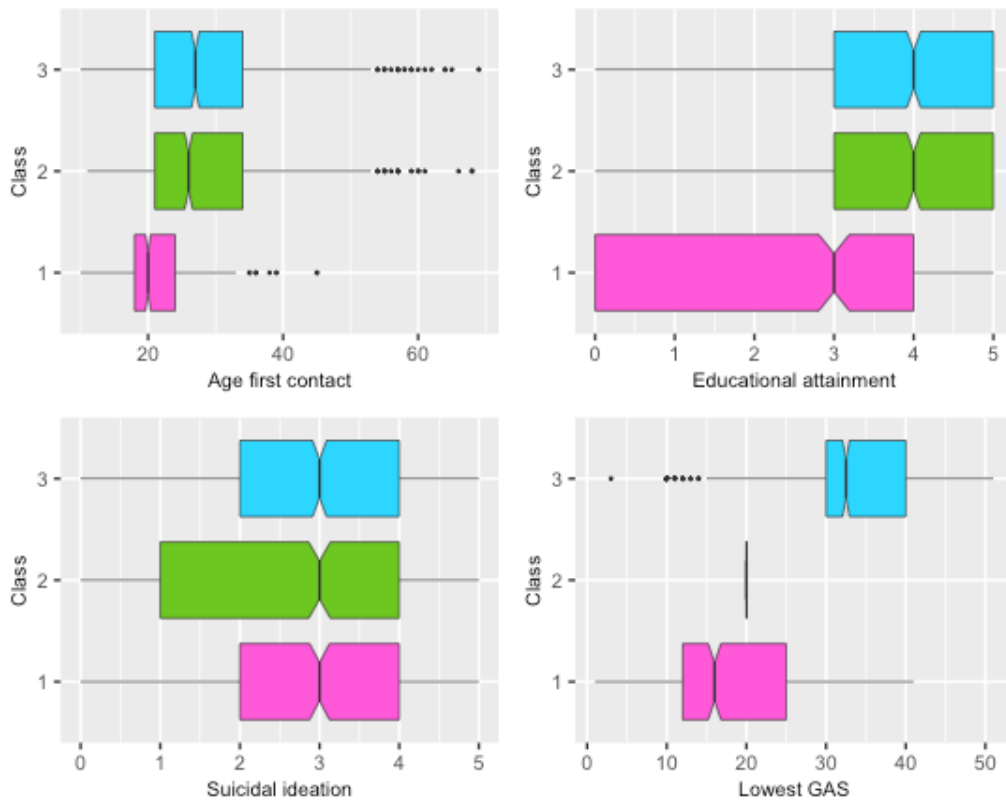 Class
3
2
1
20 40 60
Age first contact
Class
3
2
1
0 1 2 3 4 5
Educational attainment
Class
3
2
1
0 1 2 3 4 5
Suicidal ideation
Class
3
2
1
0 10 20 30 40 50
Lowest GAS